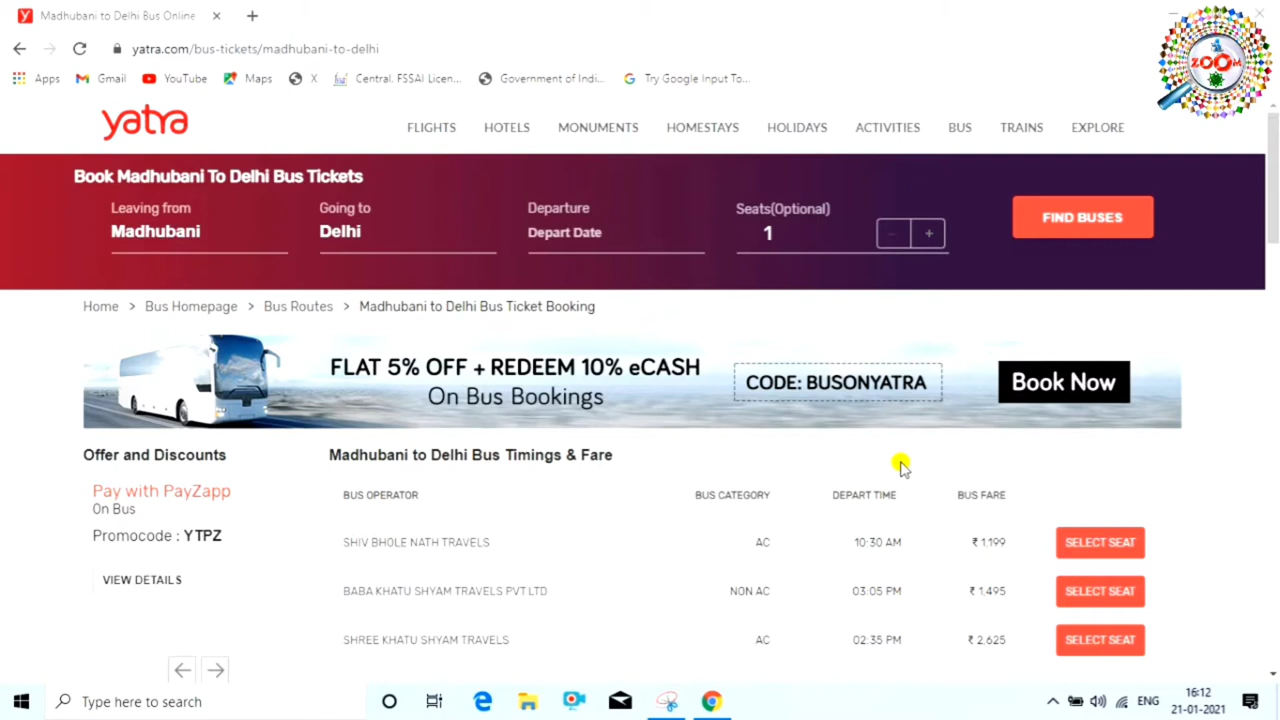 Madhubani to Delhi Bus Online
yatra.com/bus-tickets/madhubani-to-delhi
Apps Gmail YouTube Maps X Central. FSSAI Licen... Government of Indi... Try Google Input To...
ZOOM
yatra
FLIGHTS HOTELS MONUMENTS HOMESTAYS HOLIDAYS ACTIVITIES BUS TRAINS EXPLORE
Book Madhubani To Delhi Bus Tickets
Leaving from Going to Departure Seats(Optional)
Madhubani Delhi Depart Date 1 - +
FIND BUSES
Home > Bus Homepage > Bus Routes > Madhubani to Delhi Bus Ticket Booking
FLAT 5% OFF + REDEEM 10% eCASH
On Bus Bookings
CODE: BUSONYATRA
Book Now
Offer and Discounts
Pay with PayZapp
On Bus
Promocode : YTPZ
VIEW DETAILS
Madhubani to Delhi Bus Timings & Fare
BUS OPERATOR BUS CATEGORY DEPART TIME BUS FARE
SHIV BHOLE NATH TRAVELS AC 10:30 AM ₹ 1,199 SELECT SEAT
BABA KHATU SHYAM TRAVELS PVT LTD NON AC 03:05 PM ₹ 1,495 SELECT SEAT
SHREE KHATU SHYAM TRAVELS AC 02:35 PM ₹ 2,625 SELECT SEAT
Type here to search
ENG
16:12
21-01-2021